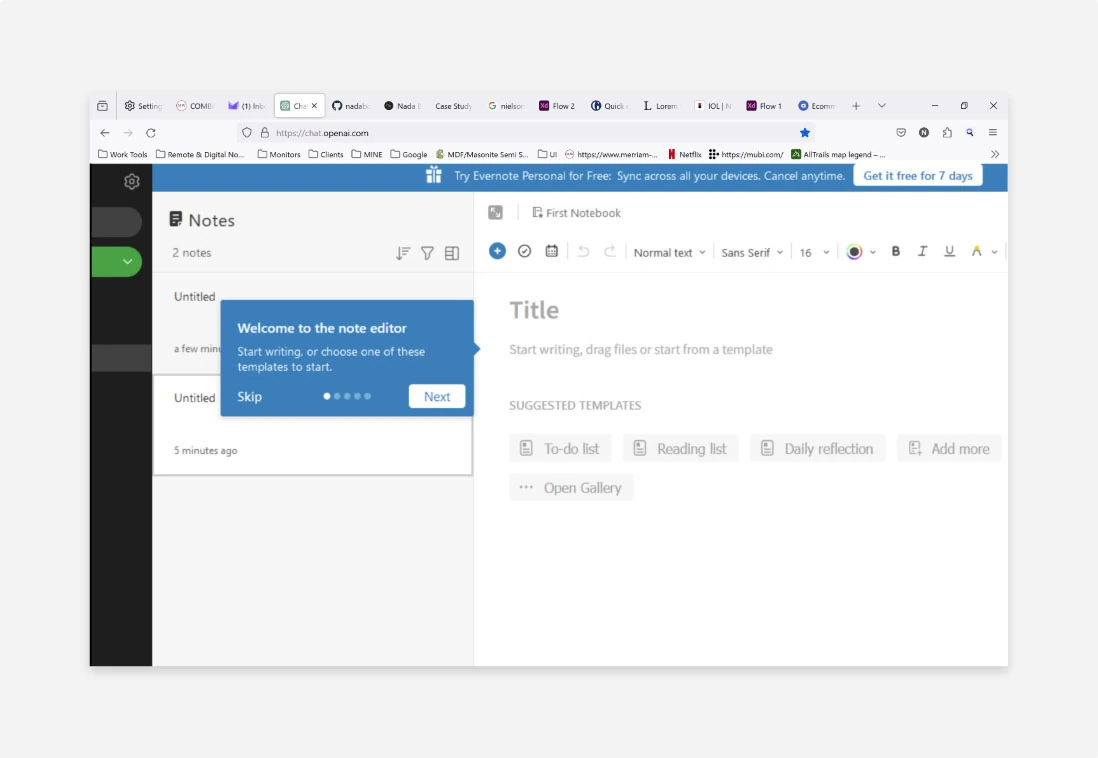 Setting
COMB
(1) Inb
Cha
nadab
Nada
Case Study
nielson
Flow 2
Quick
Lorem
IOL | N
Flow 1
Ecomm
https://chat.openai.com
Work Tools
Remote & Digital No...
Monitors
Clients
MINE
Google
MDF/Masonite Semi S...
UI
https://www.merriam-...
Netflix
https://mubi.com/
AllTrails map legend – ...
Try Evernote Personal for Free: Sync across all your devices. Cancel anytime.
Get it free for 7 days
Notes
2 notes
First Notebook
Normal text
Sans Serif
16
B
I
U
A
Untitled
a few minu
Welcome to the note editor
Start writing, or choose one of these
templates to start.
Skip
Next
Untitled
5 minutes ago
Title
Start writing, drag files or start from a template
SUGGESTED TEMPLATES
To-do list
Reading list
Daily reflection
Add more
Open Gallery